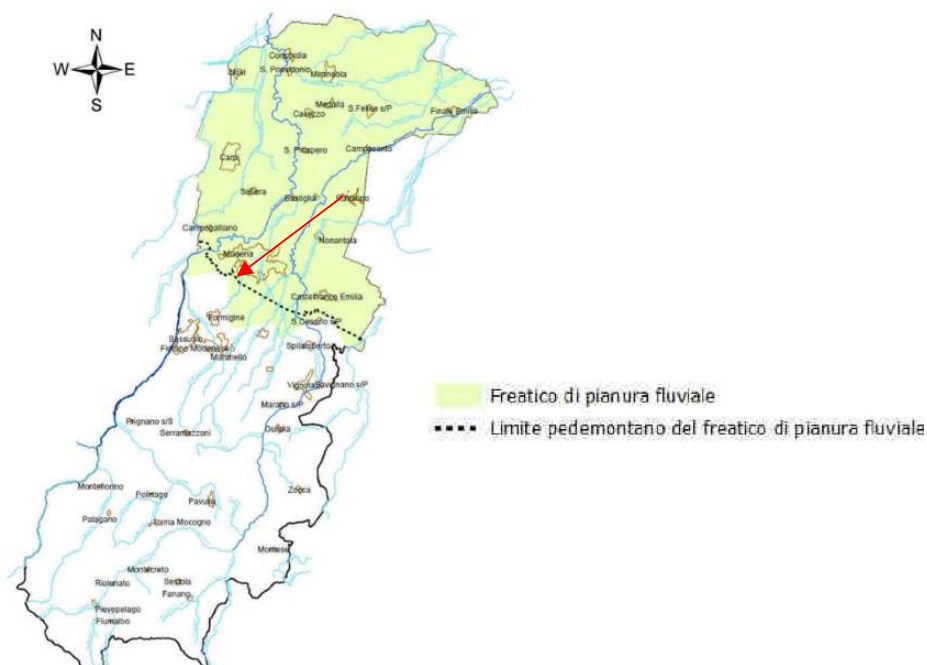 N
W E
S
Concordia
S. Possidonio
Mirandola
Medolla
Cavezzo
S.Felice s/P
Finale Emilia
Carpi
S. Prospero
Camposanto
Soliera
Bastiglia
Campogalliano
Nonantola
Modena
Castelfranco Emilia
Formigine
S.Cesario s/P
Sassuolo
Fiorano Modenese
Maranello
Spilamberto
Vignola
Savignano s/P
Marano s/P
Prignano s/S
Serramazzoni
Guiglia
Montefiorino
Polinago
Pavullo
Zocca
Palagano
Lama Mocogno
Montese
Montecreto
Riolunato
Sestola
Fanano
Pievepelago
Fiumalbo
Freatico di pianura fluviale
Limite pedemontano del freatico di pianura fluviale